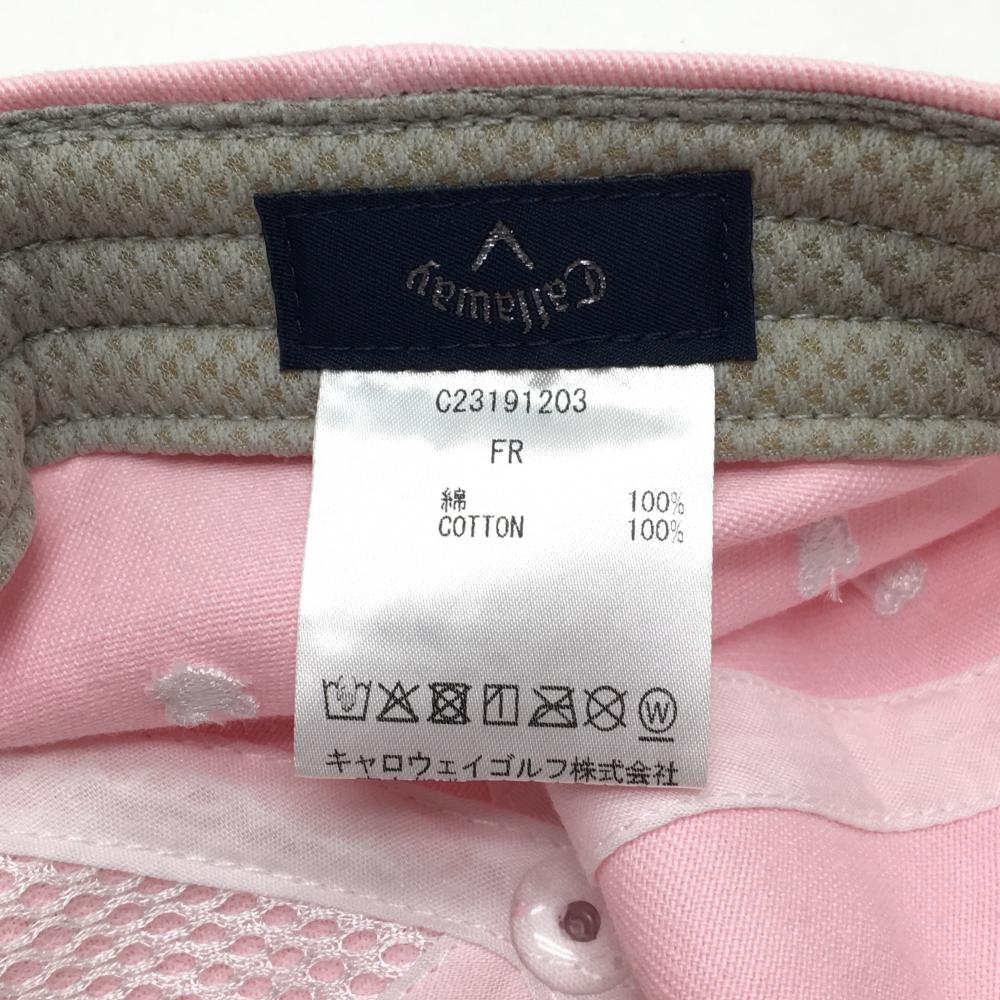 Callaway
C23191203
FR
綿 100%
COTTON 100%
W
キャロウェイゴルフ株式会社